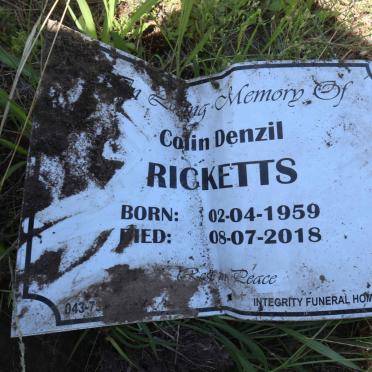 In Loving Memory Of
Colin Denzil
RICKETTS
BORN: 02-04-1959
DIED: 08-07-2018
Rest in Peace
043-7
INTEGRITY FUNERAL HOM